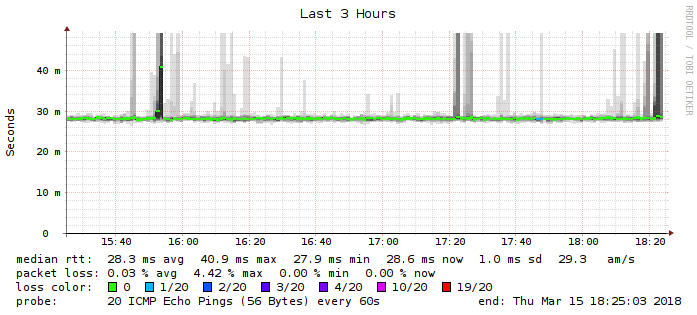 Last 3 Hours
RRDTOOL / TOBI OETIKER
Seconds
40 m
30 m
20 m
10 m
0
15:40 16:00 16:20 16:40 17:00 17:20 17:40 18:00 18:20
median rtt: 28.3 ms avg 40.9 ms max 27.9 ms min 28.6 ms now 1.0 ms sd 29.3 am/s
packet loss: 0.03 % avg 4.42 % max 0.00 % min 0.00 % now
loss color: 0 1/20 2/20 3/20 4/20 10/20 19/20
probe: 20 ICMP Echo Pings (56 Bytes) every 60s end: Thu Mar 15 18:25:03 2018